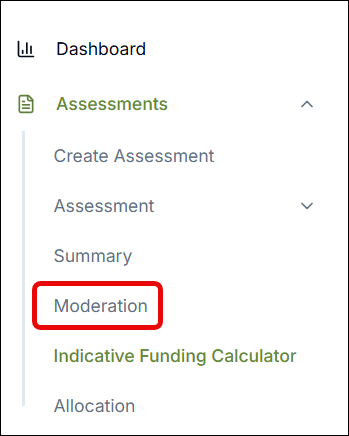 Dashboard
Assessments
Create Assessment
Assessment
Summary
Moderation
Indicative Funding Calculator
Allocation